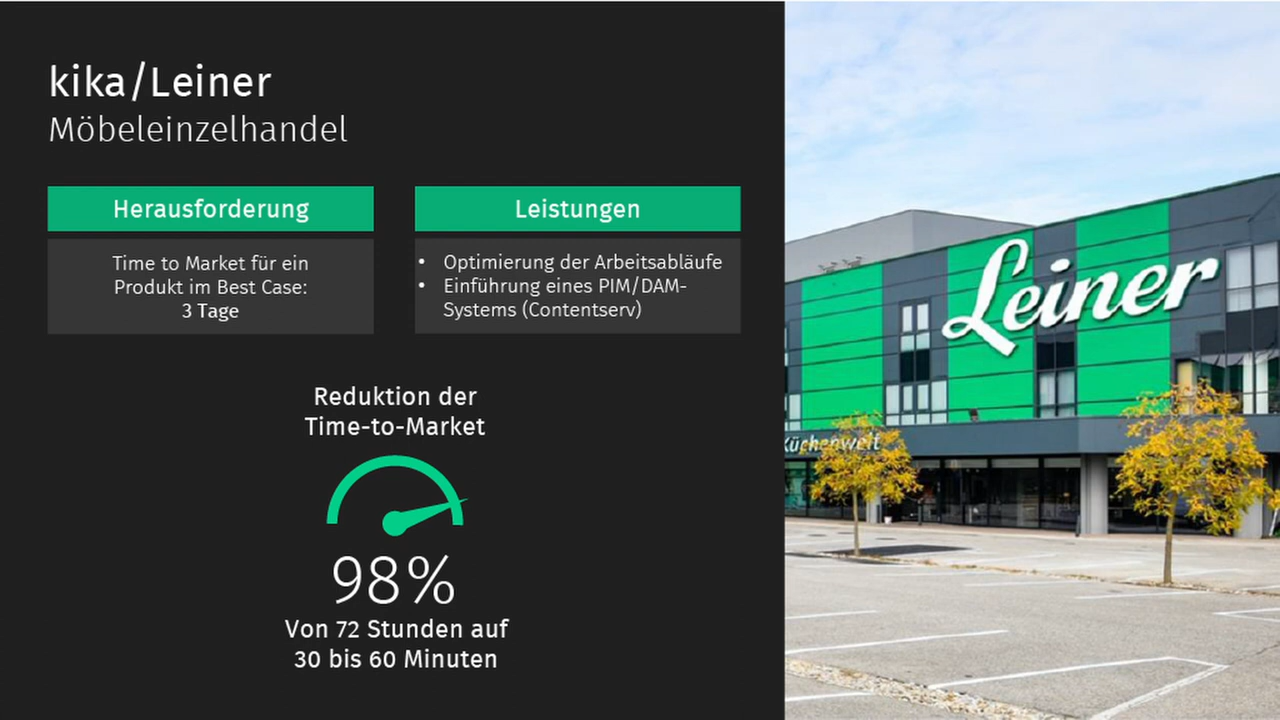 kika/Leiner
Möbeleinzelhandel
Herausforderung
Time to Market für ein
Produkt im Best Case:
3 Tage
Leistungen
• Optimierung der Arbeitsabläufe
• Einführung eines PIM/DAM-
Systems (Contentserv)
Reduktion der
Time-to-Market
98%
Von 72 Stunden auf
30 bis 60 Minuten
Leiner
Küchenwelt